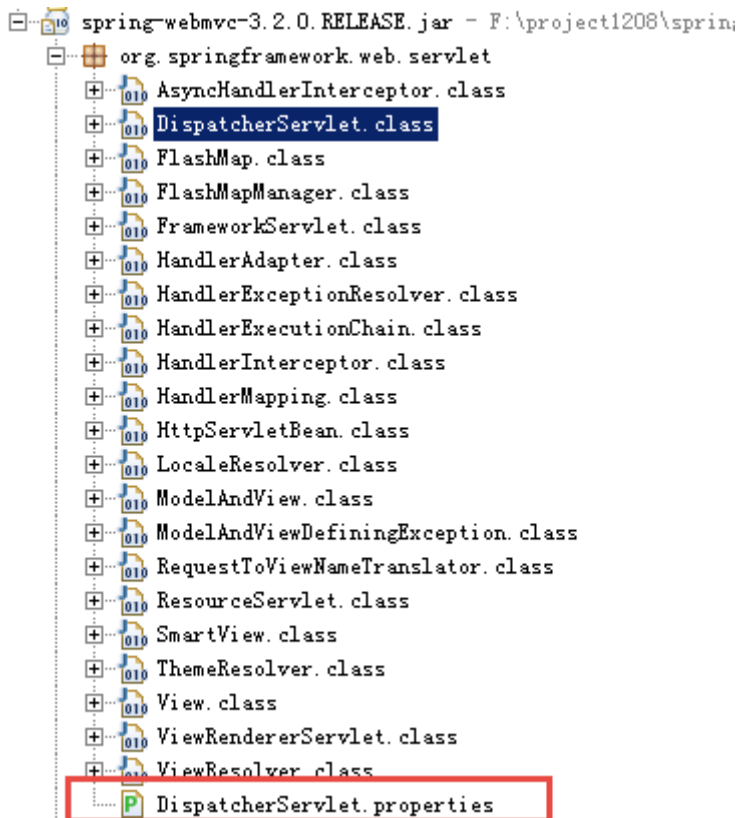 spring-webmvc-3.2.0.RELEASE.jar - F:\project1208\spring
org.springframework.web.servlet
AsyncHandlerInterceptor.class
DispatcherServlet.class
FlashMap.class
FlashMapManager.class
FrameworkServlet.class
HandlerAdapter.class
HandlerExceptionResolver.class
HandlerExecutionChain.class
HandlerInterceptor.class
HandlerMapping.class
HttpServletBean.class
LocaleResolver.class
ModelAndView.class
ModelAndViewDefiningException.class
RequestToViewNameTranslator.class
ResourceServlet.class
SmartView.class
ThemeResolver.class
View.class
ViewRendererServlet.class
ViewResolver.class
DispatcherServlet.properties